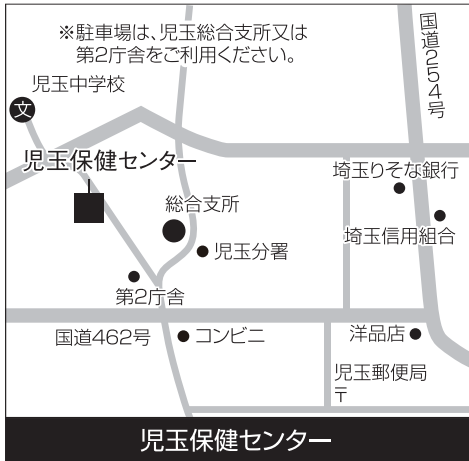 ※駐車場は、児玉総合支所又は
第2庁舎をご利用ください。
国道254号
児玉中学校
文
児玉保健センター
埼玉りそな銀行
総合支所
埼玉信用組合
児玉分署
第2庁舎
国道462号
コンビニ
洋品店
児玉郵便局
〒
児玉保健センター